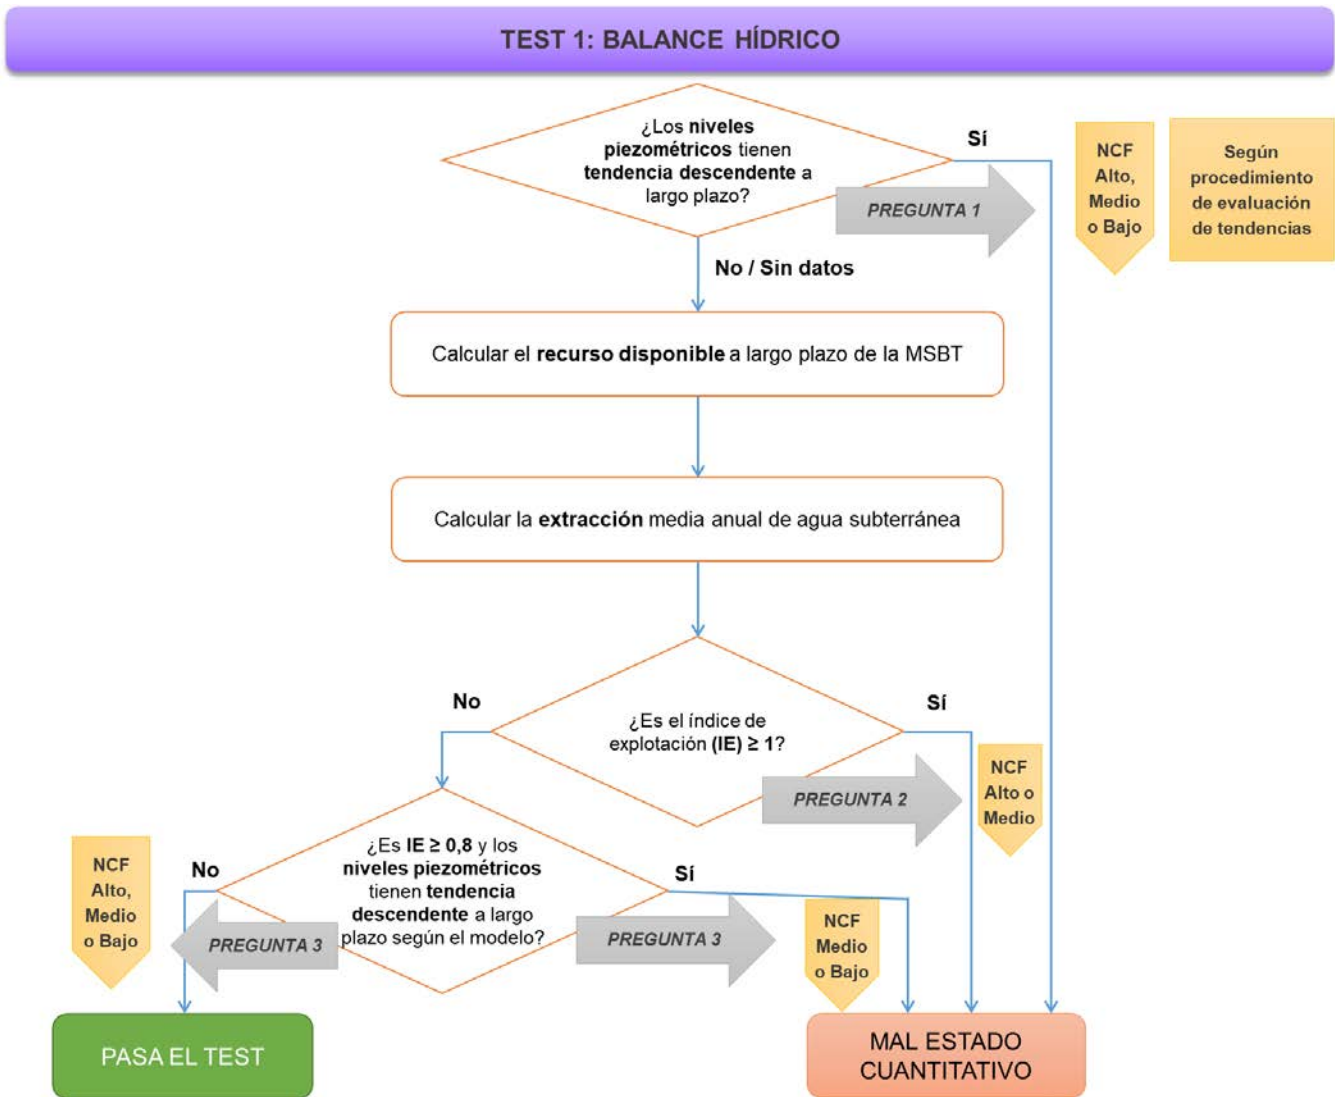 TEST 1: BALANCE HÍDRICO
¿Los niveles
piezométricos tienen
tendencia descendente a
largo plazo?
Sí
PREGUNTA 1
NCF
Alto,
Medio
o Bajo
Según
procedimiento
de evaluación
de tendencias
No / Sin datos
Calcular el recurso disponible a largo plazo de la MSBT
Calcular la extracción media anual de agua subterránea
¿Es el índice de
explotación (IE) ≥ 1?
No
Sí
PREGUNTA 2
NCF
Alto o
Medio
¿Es IE ≥ 0,8 y los
niveles piezométricos
tienen tendencia
descendente a largo
plazo según el modelo?
No
Sí
NCF
Alto,
Medio
o Bajo
PREGUNTA 3
PREGUNTA 3
NCF
Medio
o Bajo
PASA EL TEST
MAL ESTADO
CUANTITATIVO